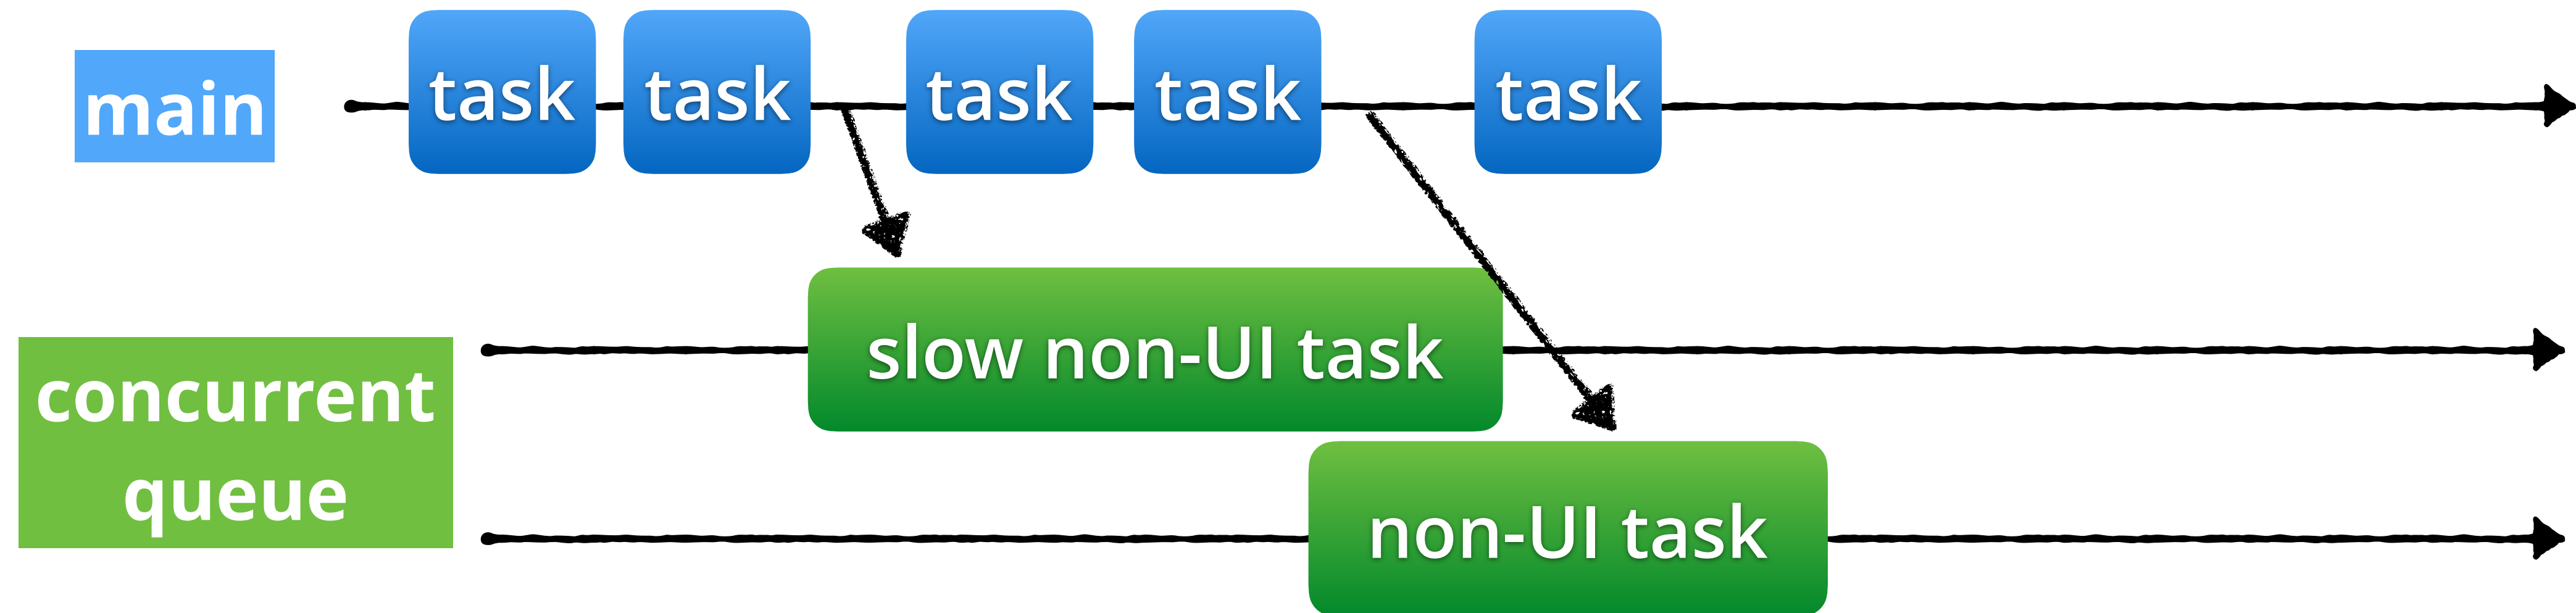 main
task
task
task
task
task
concurrent
queue
slow non-UI task
non-UI task